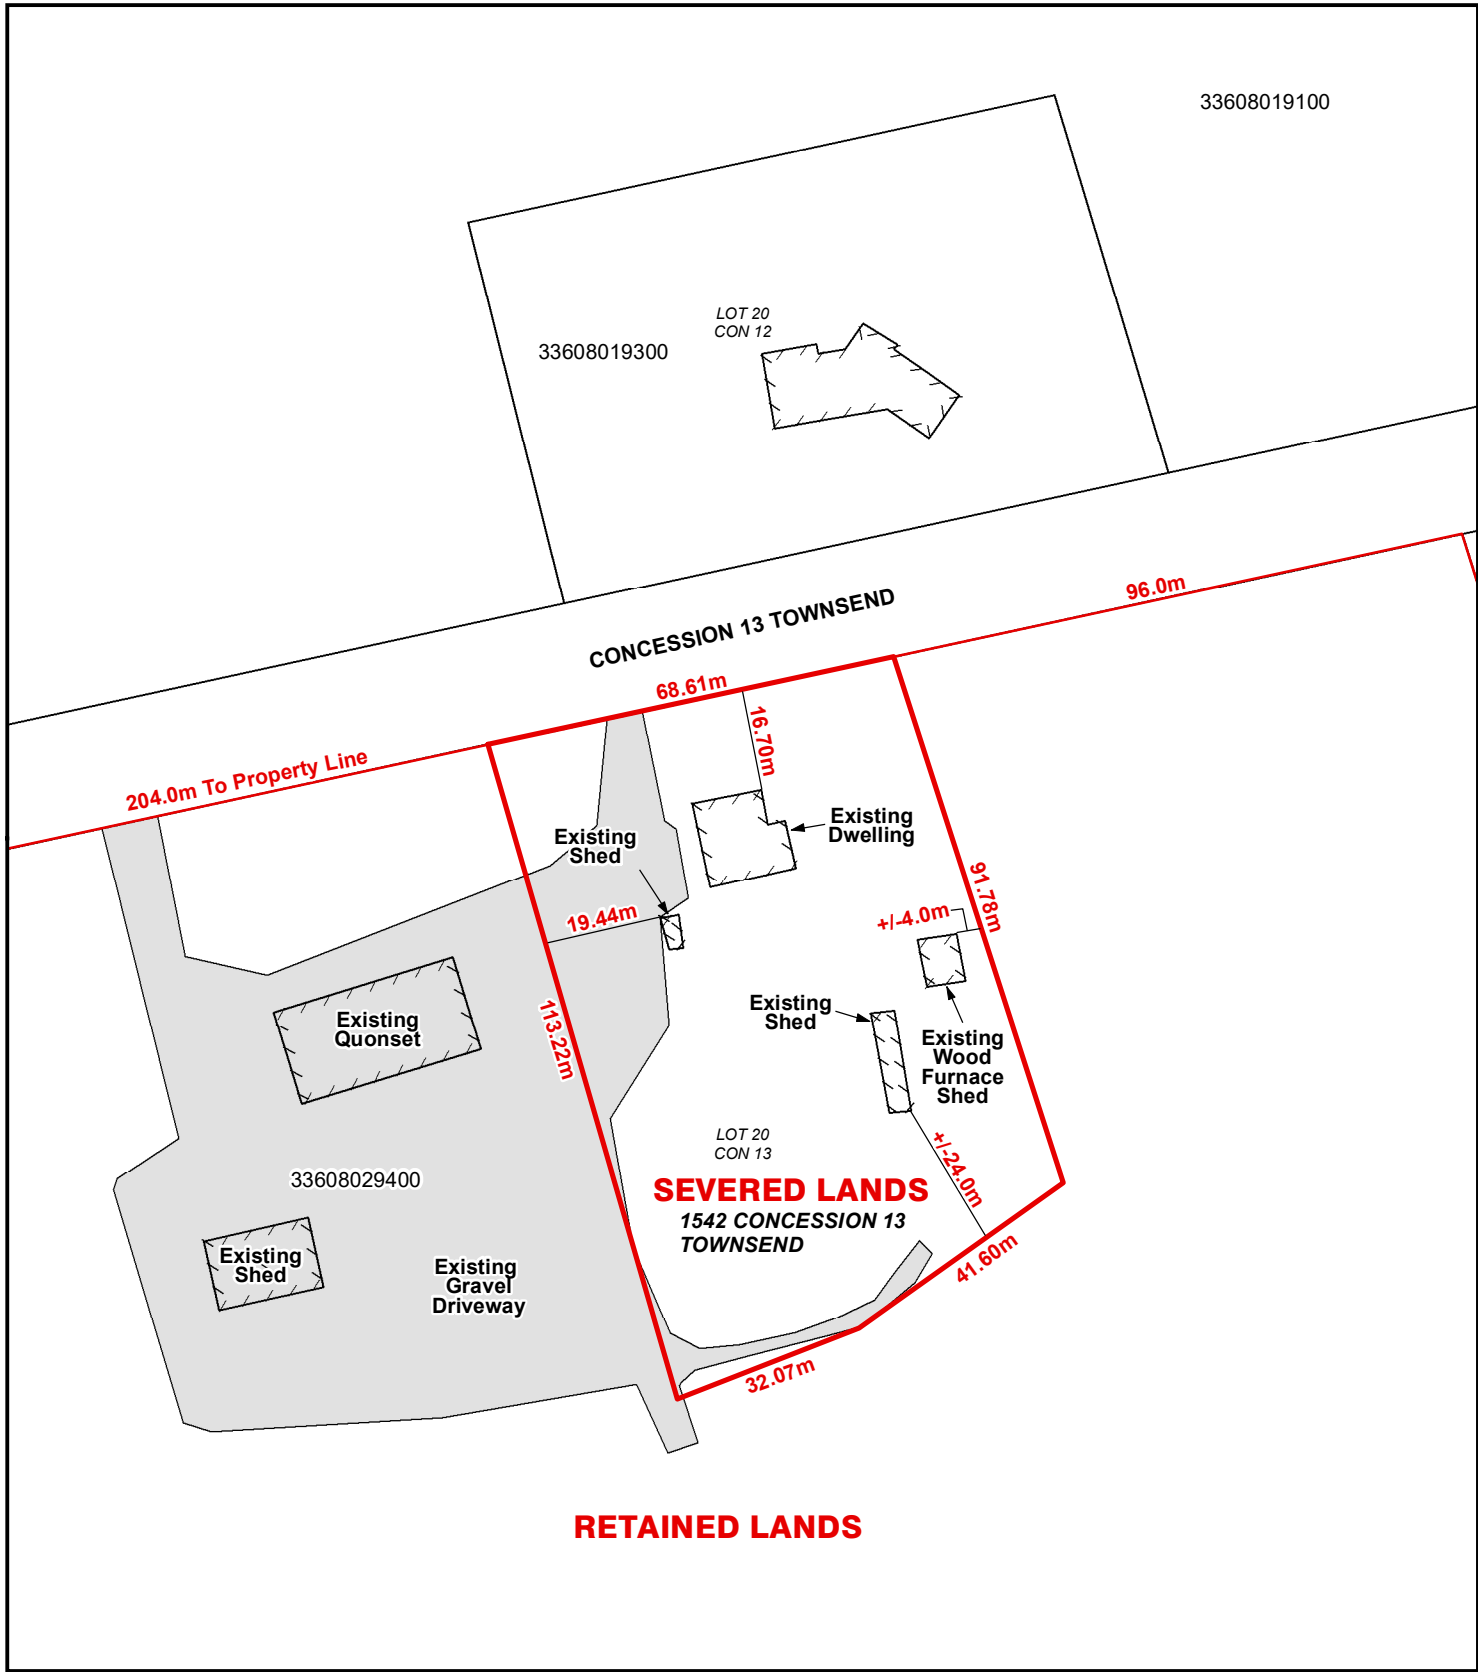 33608019100
LOT 20
CON 12
33608019300
96.0m
CONCESSION 13 TOWNSEND
68.61m
16.70m
204.0m To Property Line
Existing
Dwelling
Existing
Shed
91.78m
19.44m
+/-4.0m
Existing
Quonset
113.22m
Existing
Shed
Existing
Wood
Furnace
Shed
LOT 20
CON 13
+/-24.0m
33608029400
SEVERED LANDS
1542 CONCESSION 13
TOWNSEND
Existing
Shed
Existing
Gravel
Driveway
41.60m
32.07m
RETAINED LANDS